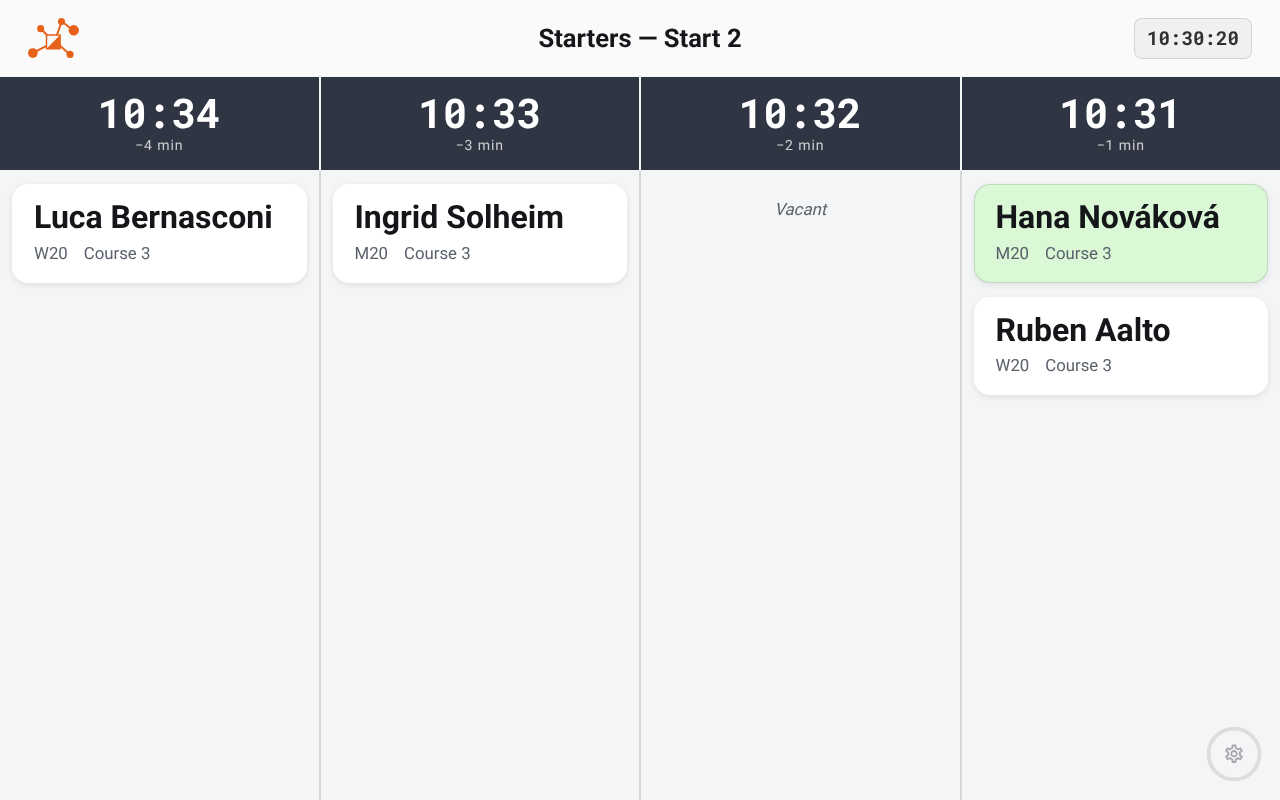 Starters — Start 2
10:30:20
10:34
−4 min
Luca Bernasconi
W20 Course 3
10:33
−3 min
Ingrid Solheim
M20 Course 3
10:32
−2 min
Vacant
10:31
−1 min
Hana Nováková
M20 Course 3
Ruben Aalto
W20 Course 3